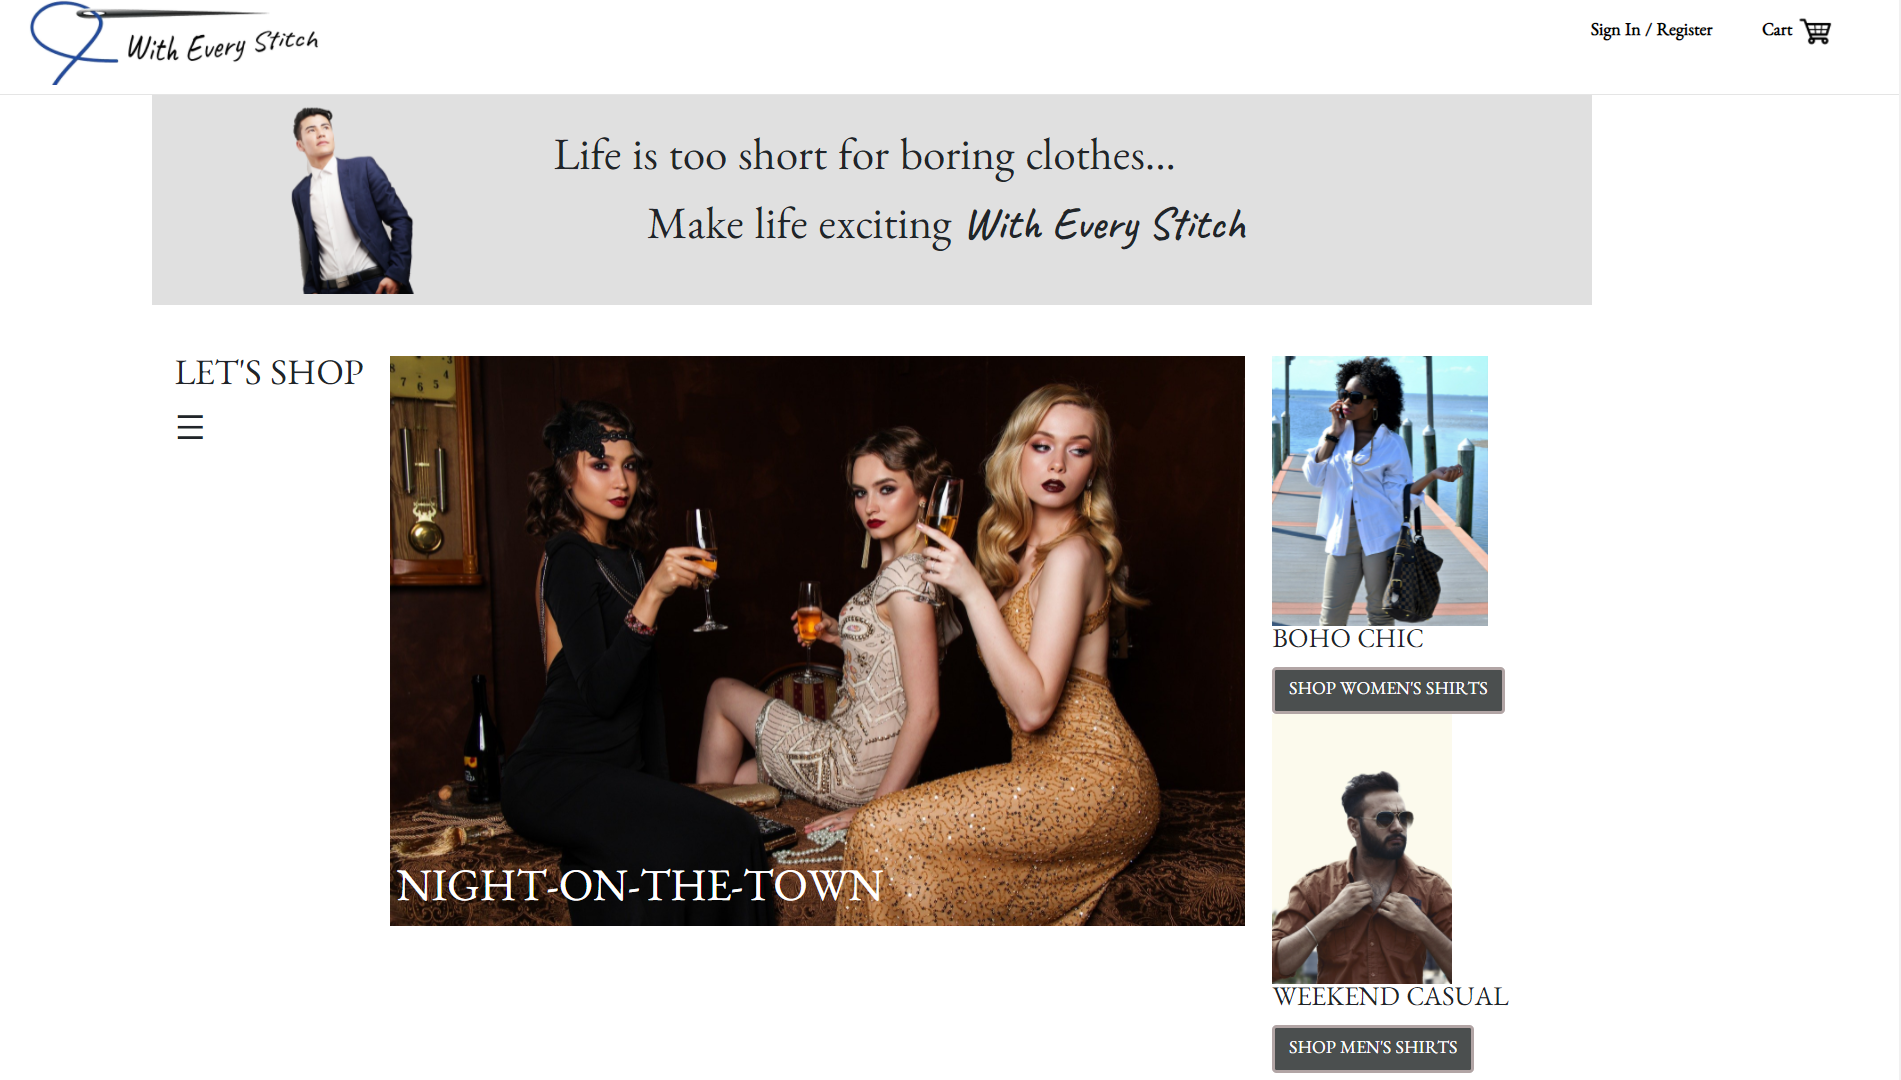 With Every Stitch
Sign In / Register
Cart
Life is too short for boring clothes...
Make life exciting With Every Stitch
LET'S SHOP
NIGHT-ON-THE-TOWN
BOHO CHIC
SHOP WOMEN'S SHIRTS
WEEKEND CASUAL
SHOP MEN'S SHIRTS